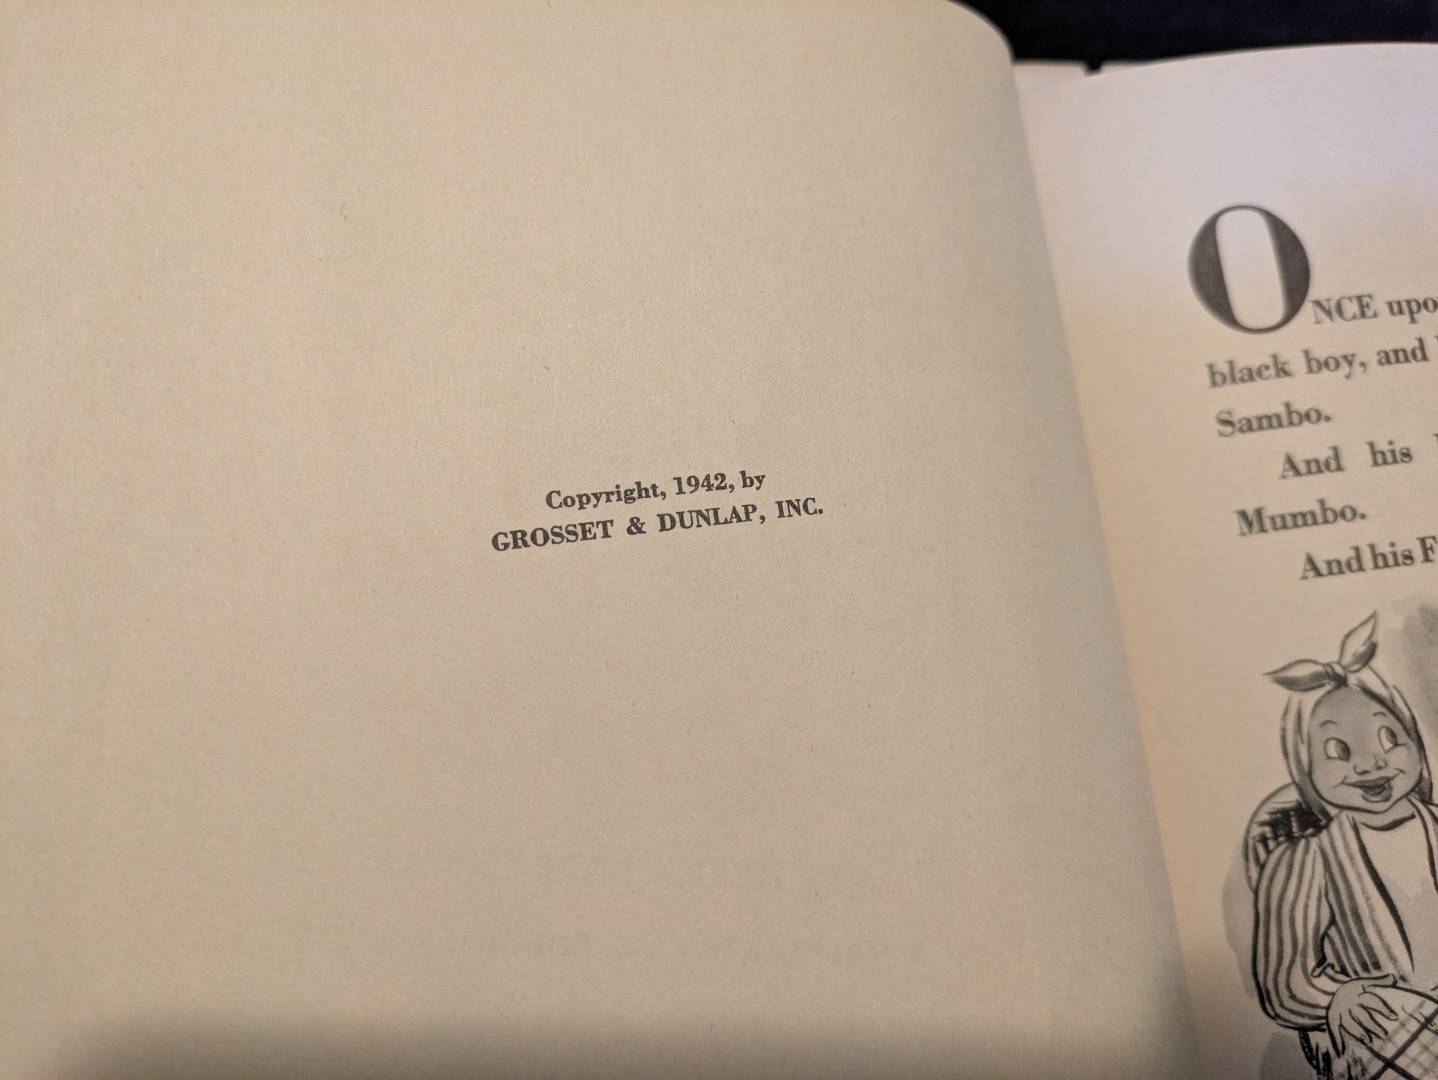 Copyright, 1942, by
GROSSET & DUNLAP, INC.
ONCE
black boy, and
Sambo.
And his
Mumbo.
And his